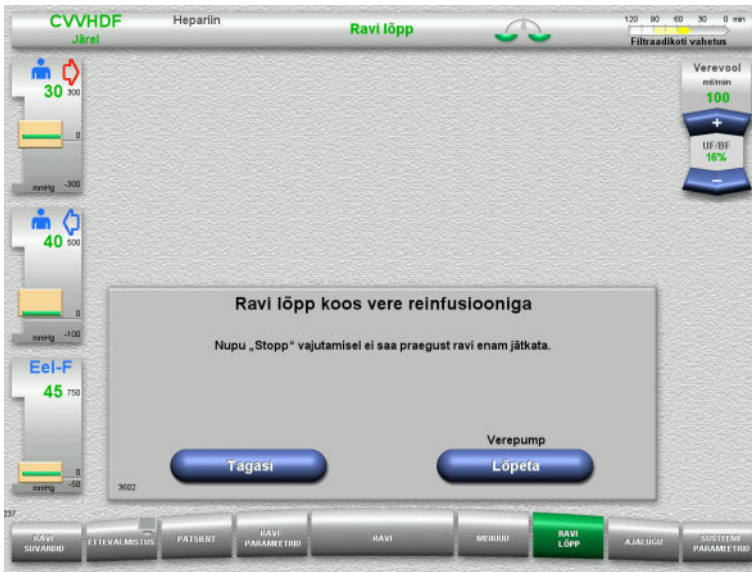 CVVHDF
Järel
Hepariin
Ravi lõpp
120 90 60 30 0 min
Filtraadikoti vahetus
30 300
0
mmHg -300
40 500
0
mmHg -100
Eel-F
45 750
0
mmHg -50
Verevool
ml/min
100
+
UF/BF
16%
–
Ravi lõpp koos vere reinfusiooniga
Nupu „Stopp“ vajutamisel ei saa praegust ravi enam jätkata.
Verepump
Tagasi
Lõpeta
3602
237
RAVI SUVANDID
ETTEVALMISTUS
PATSIENT
RAVI PARAMEETRID
RAVI
MENÜÜD
RAVI LÕPP
AJALUGU
SÜSTEEMI PARAMEETRID